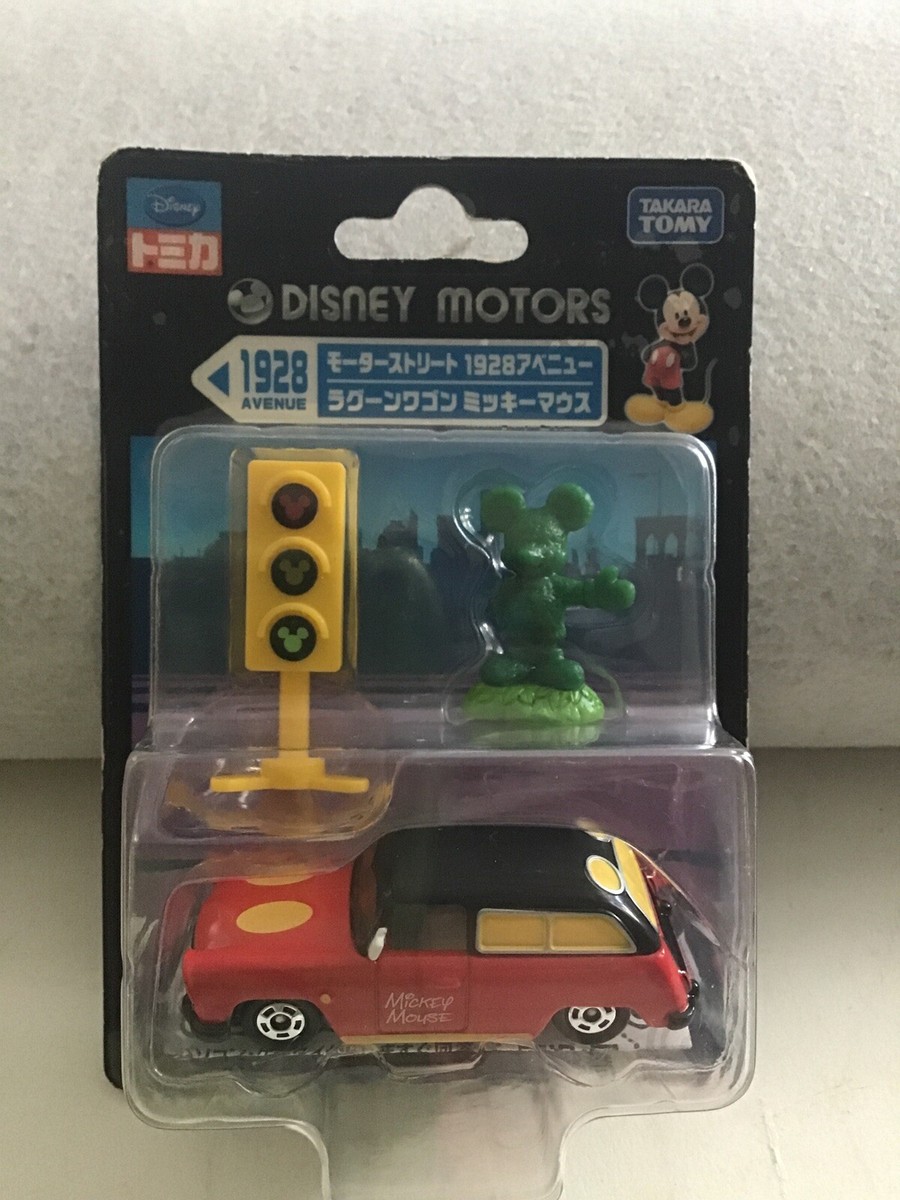 Disney
トミカ
TAKARA
TOMY
DISNEY MOTORS
1928
AVENUE
モーターストリート 1928アベニュー
ラグーンワゴン ミッキーマウス
Mickey
Mouse